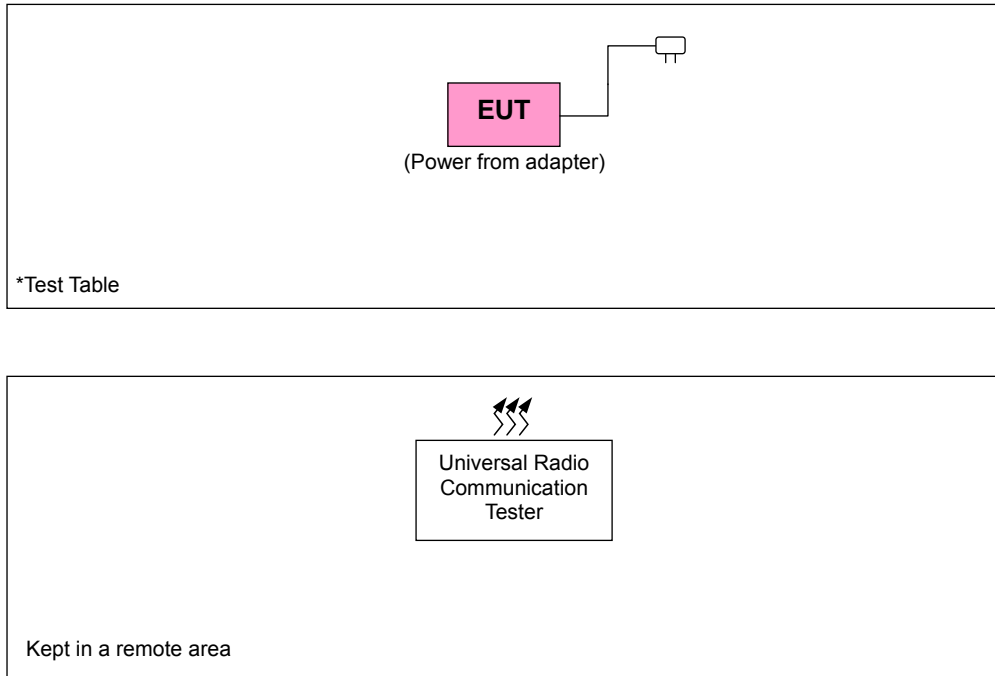 EUT
(Power from adapter)
*Test Table
Universal Radio
Communication
Tester
Kept in a remote area